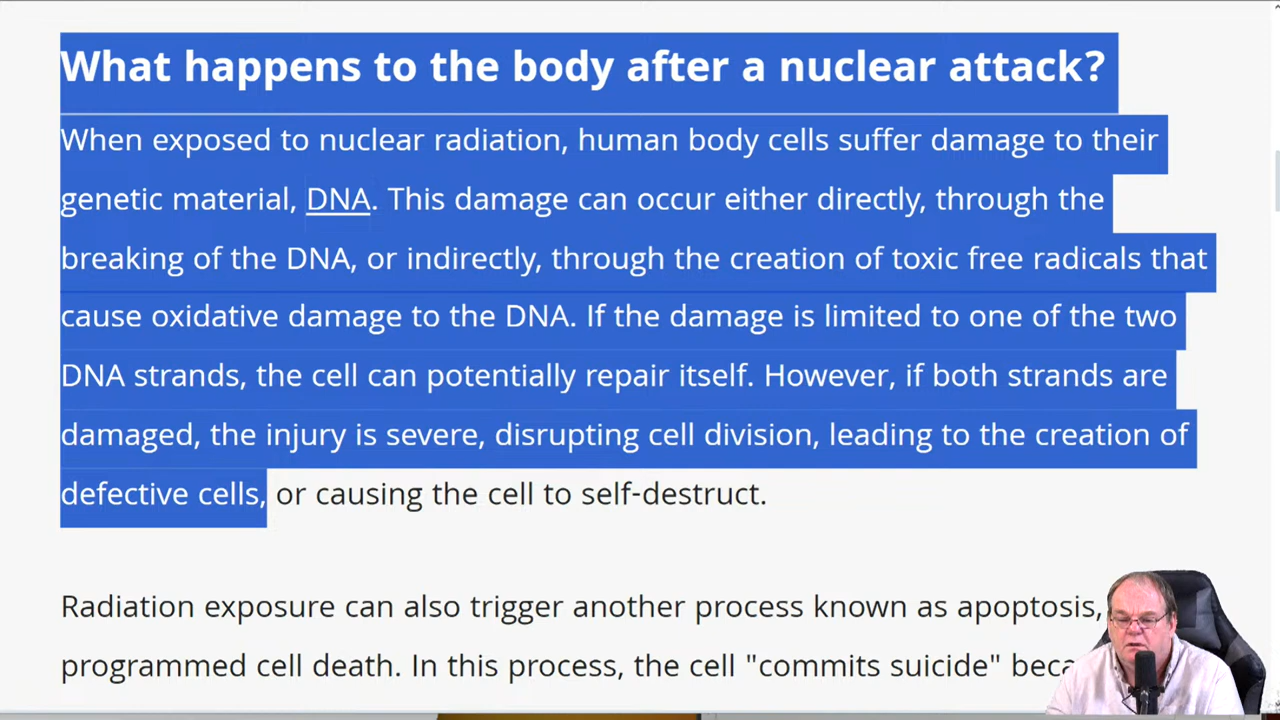 What happens to the body after a nuclear attack?
When exposed to nuclear radiation, human body cells suffer damage to their
genetic material, DNA. This damage can occur either directly, through the
breaking of the DNA, or indirectly, through the creation of toxic free radicals that
cause oxidative damage to the DNA. If the damage is limited to one of the two
DNA strands, the cell can potentially repair itself. However, if both strands are
damaged, the injury is severe, disrupting cell division, leading to the creation of
defective cells, or causing the cell to self-destruct.
Radiation exposure can also trigger another process known as apoptosis,
programmed cell death. In this process, the cell "commits suicide"